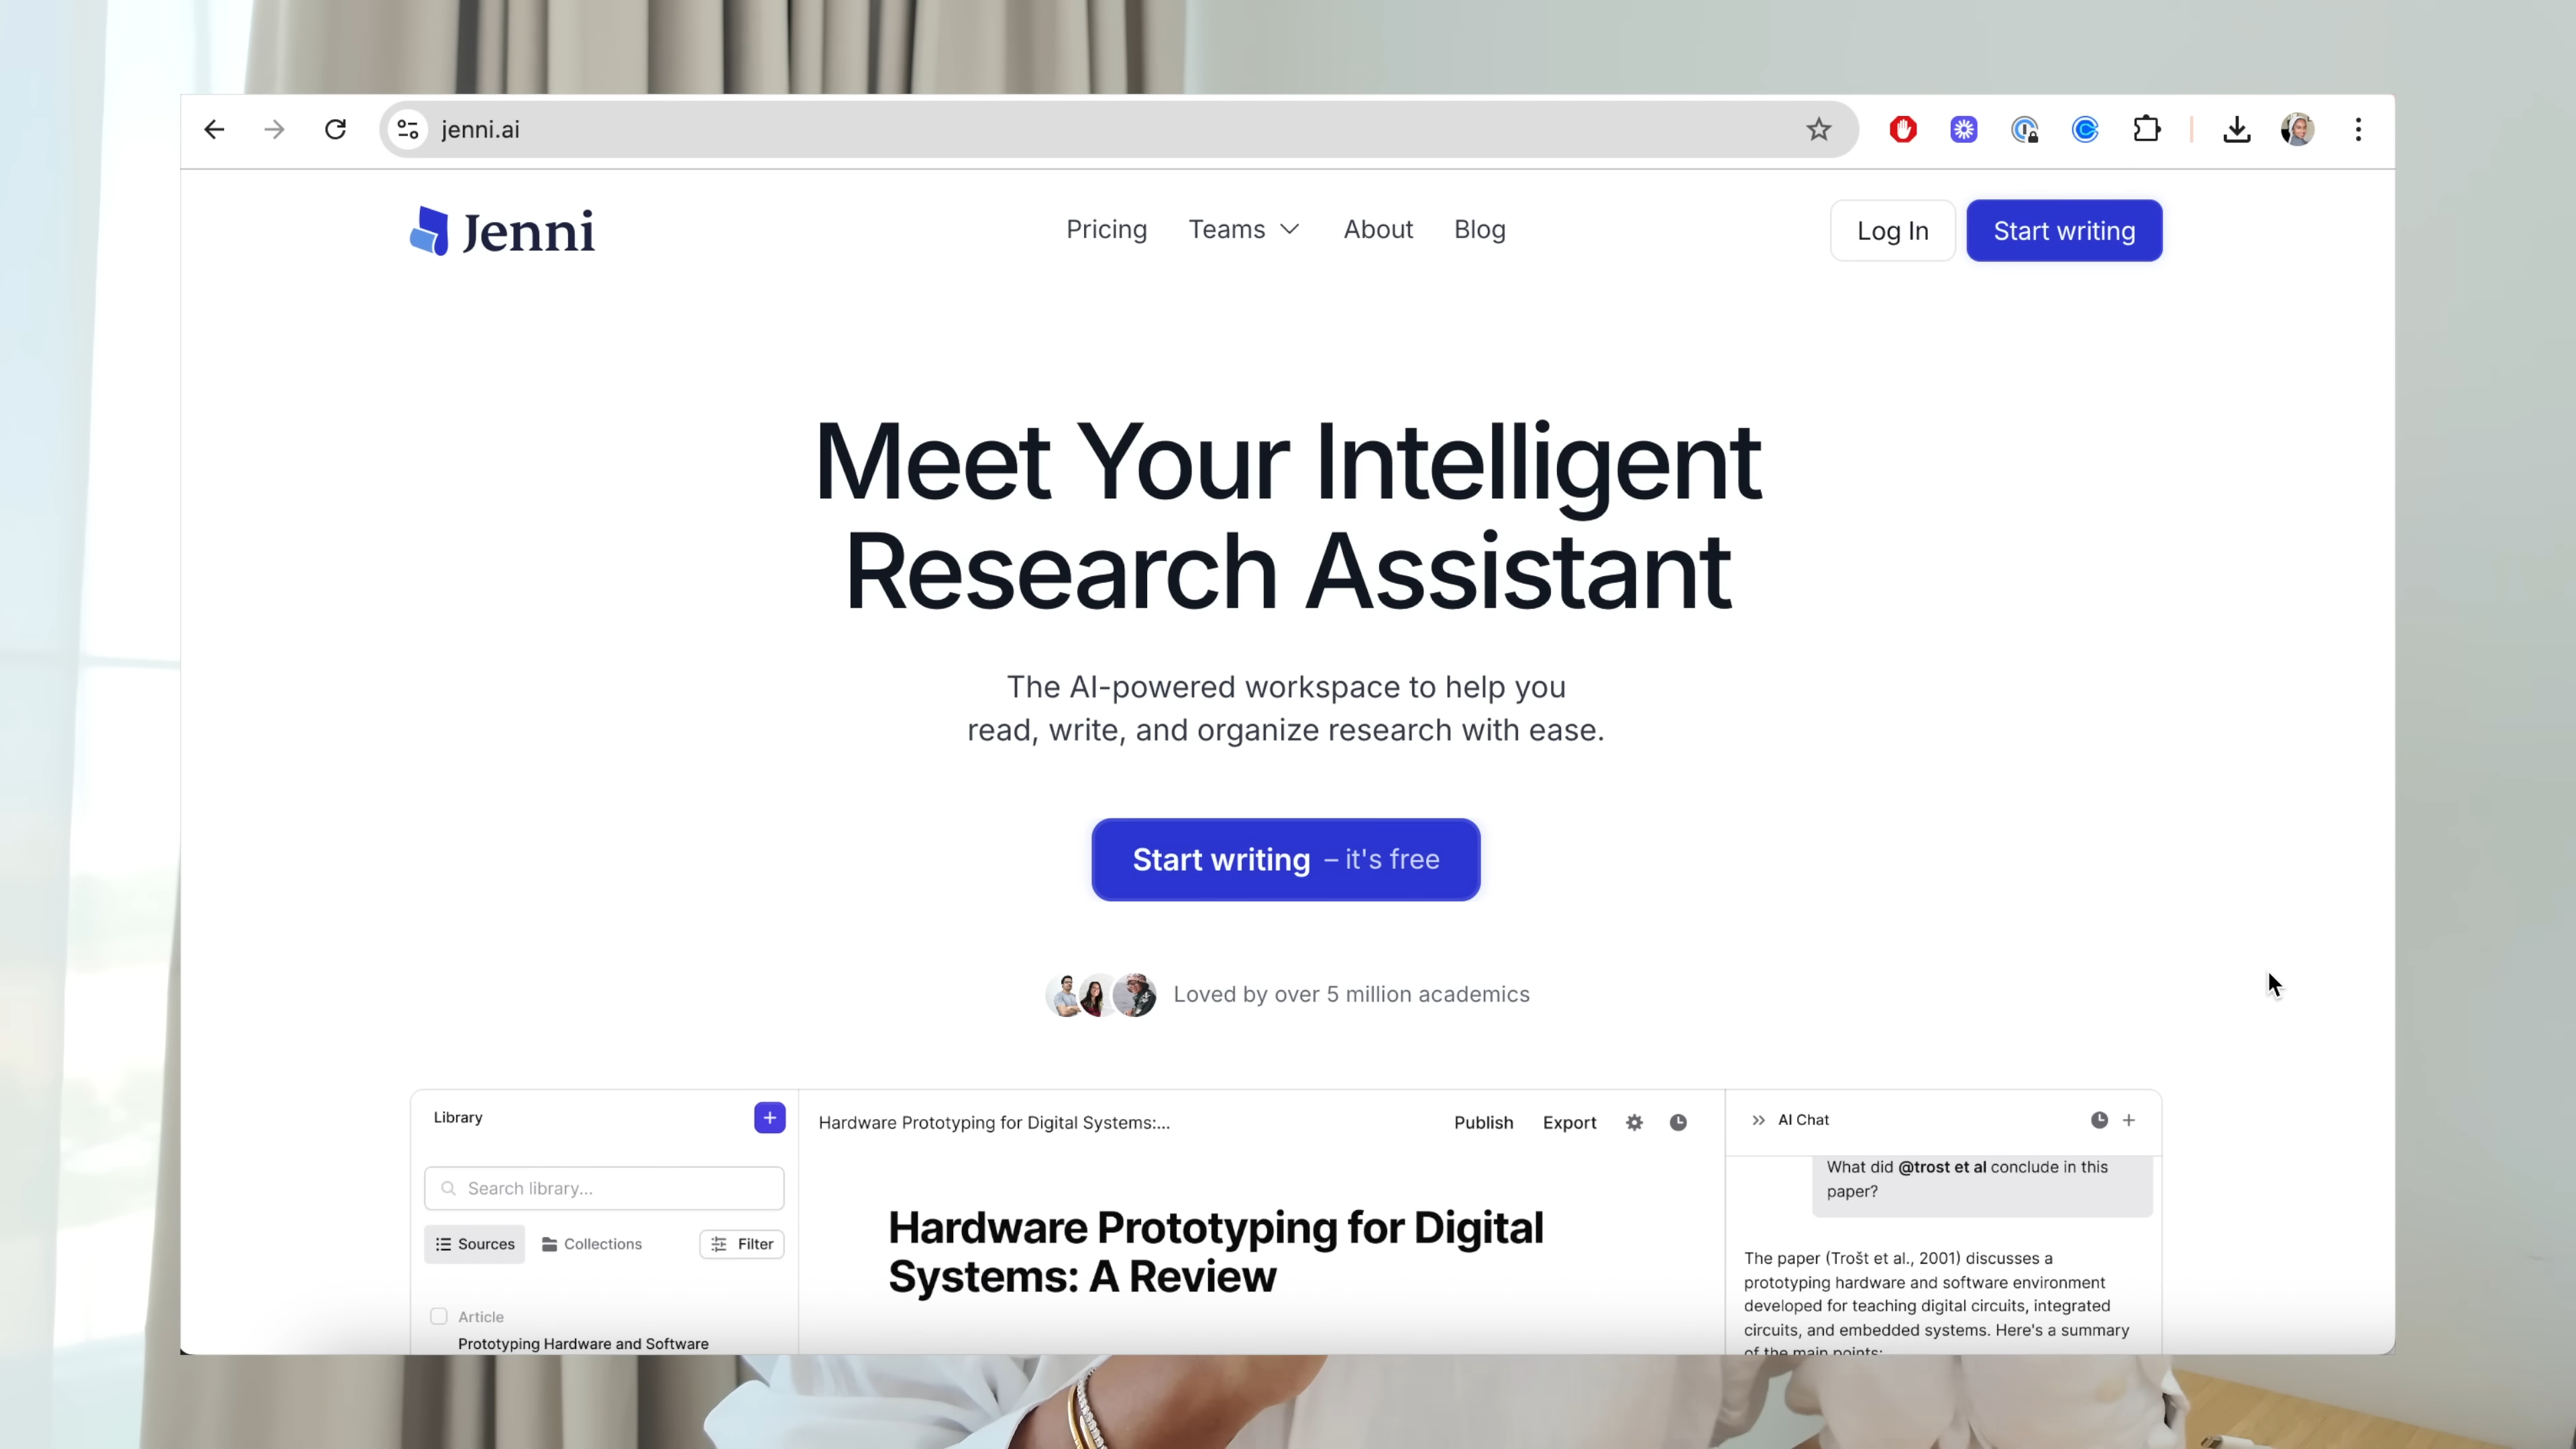 jenni.ai
Jenni
Pricing
Teams
About
Blog
Log In
Start writing
Meet Your Intelligent
Research Assistant
The AI-powered workspace to help you
read, write, and organize research with ease.
Start writing – it's free
Loved by over 5 million academics
Library
Search library...
Sources
Collections
Filter
Article
Prototyping Hardware and Software
Hardware Prototyping for Digital Systems:...
Publish
Export
Hardware Prototyping for Digital
Systems: A Review
AI Chat
What did @trost et al conclude in this
paper?
The paper (Trošt et al., 2001) discusses a
prototyping hardware and software environment
developed for teaching digital circuits, integrated
circuits, and embedded systems. Here's a summary
of the main points: